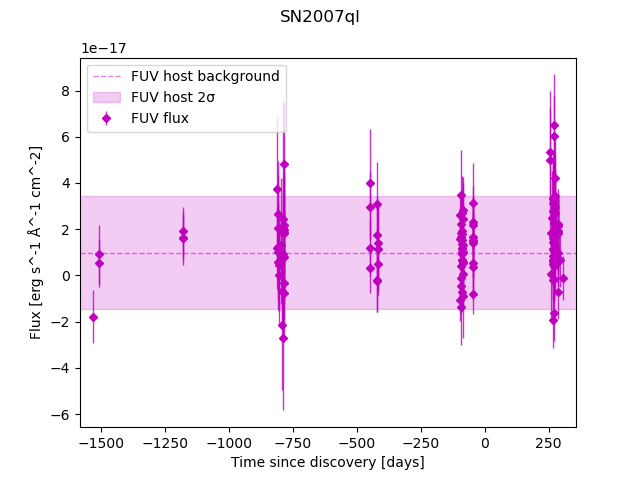 SN2007ql
1e−17
FUV host background
FUV host 2σ
FUV flux
8
6
4
2
0
−2
−4
−6
Flux [erg s^-1 Å^-1 cm^-2]
−1500 −1250 −1000 −750 −500 −250 0 250
Time since discovery [days]